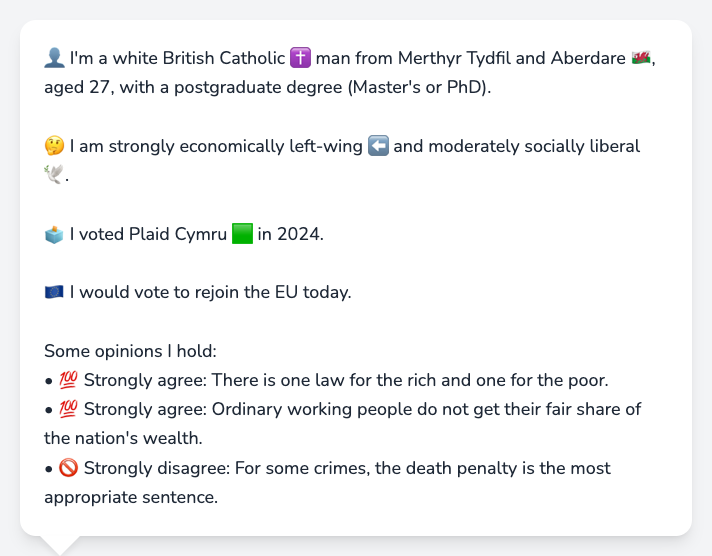 👤 I'm a white British Catholic ✝️ man from Merthyr Tydfil and Aberdare 🏴󠁧󠁢󠁷󠁬󠁳󠁿,
aged 27, with a postgraduate degree (Master's or PhD).
🤔 I am strongly economically left-wing ⬅️ and moderately socially liberal
🕊️.
🗳️ I voted Plaid Cymru 🟩 in 2024.
🇪🇺 I would vote to rejoin the EU today.
Some opinions I hold:
• 💯 Strongly agree: There is one law for the rich and one for the poor.
• 💯 Strongly agree: Ordinary working people do not get their fair share of
the nation's wealth.
• 🚫 Strongly disagree: For some crimes, the death penalty is the most
appropriate sentence.